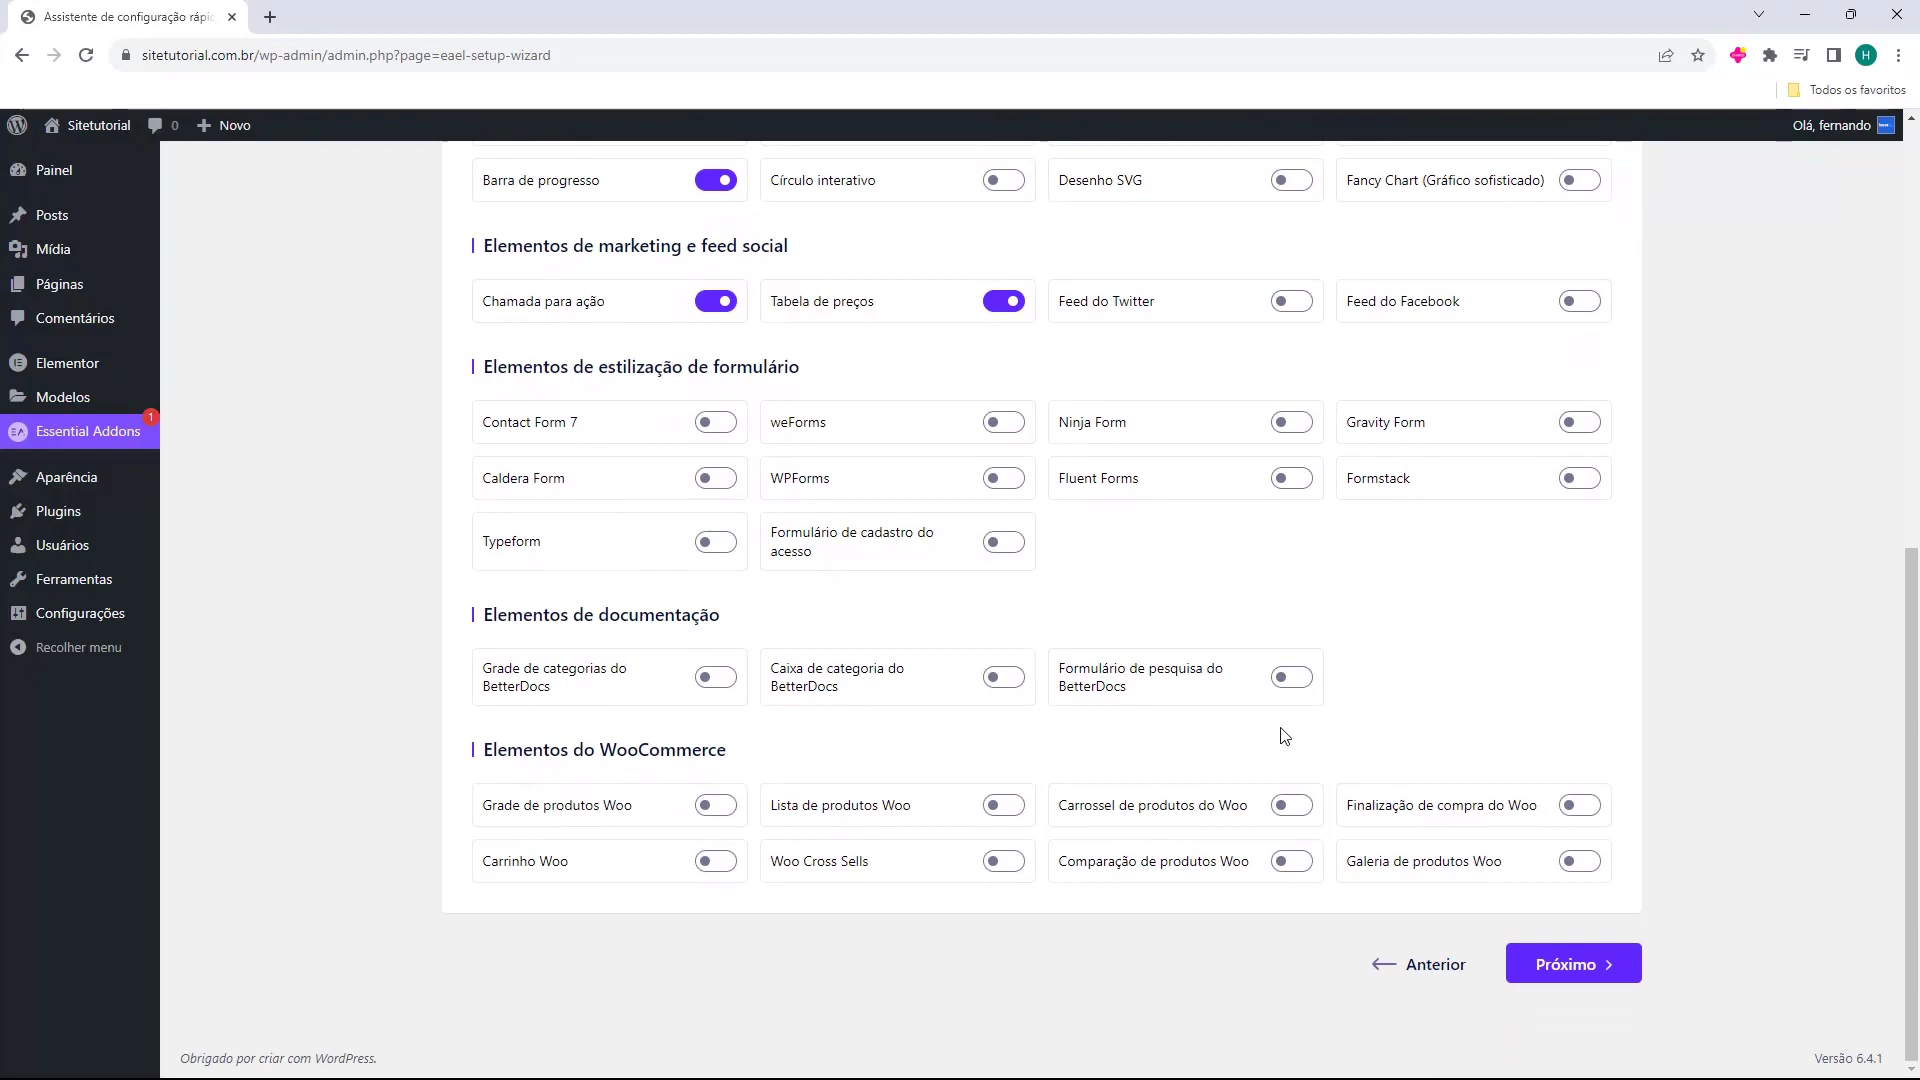 Assistente de configuração rápic
sitetutorial.com.br/wp-admin/admin.php?page=eael-setup-wizard
H
Todos os favoritos
Sitetutorial
0
Novo
Olá, fernando
Painel
Posts
Mídia
Páginas
Comentários
Elementor
Modelos
Essential Addons
1
Aparência
Plugins
Usuários
Ferramentas
Configurações
Recolher menu
Barra de progresso
Círculo interativo
Desenho SVG
Fancy Chart (Gráfico sofisticado)
Elementos de marketing e feed social
Chamada para ação
Tabela de preços
Feed do Twitter
Feed do Facebook
Elementos de estilização de formulário
Contact Form 7
weForms
Ninja Form
Gravity Form
Caldera Form
WPForms
Fluent Forms
Formstack
Typeform
Formulário de cadastro do
acesso
Elementos de documentação
Grade de categorias do
BetterDocs
Caixa de categoria do
BetterDocs
Formulário de pesquisa do
BetterDocs
Elementos do WooCommerce
Grade de produtos Woo
Lista de produtos Woo
Carrossel de produtos do Woo
Finalização de compra do Woo
Carrinho Woo
Woo Cross Sells
Comparação de produtos Woo
Galeria de produtos Woo
Anterior
Próximo
Obrigado por criar com WordPress.
Versão 6.4.1